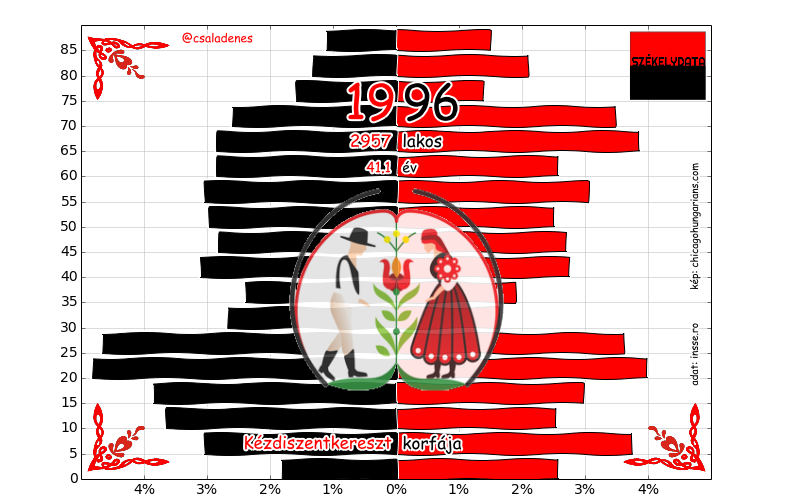 @csaladenes
SZÉKELYDATA
1996
2957 lakos
41,1 év
kép: chicagohungarians.com
adat: insse.ro
Kézdiszentkereszt korfája
85
80
75
70
65
60
55
50
45
40
35
30
25
20
15
10
5
0
4% 3% 2% 1% 0% 1% 2% 3% 4%